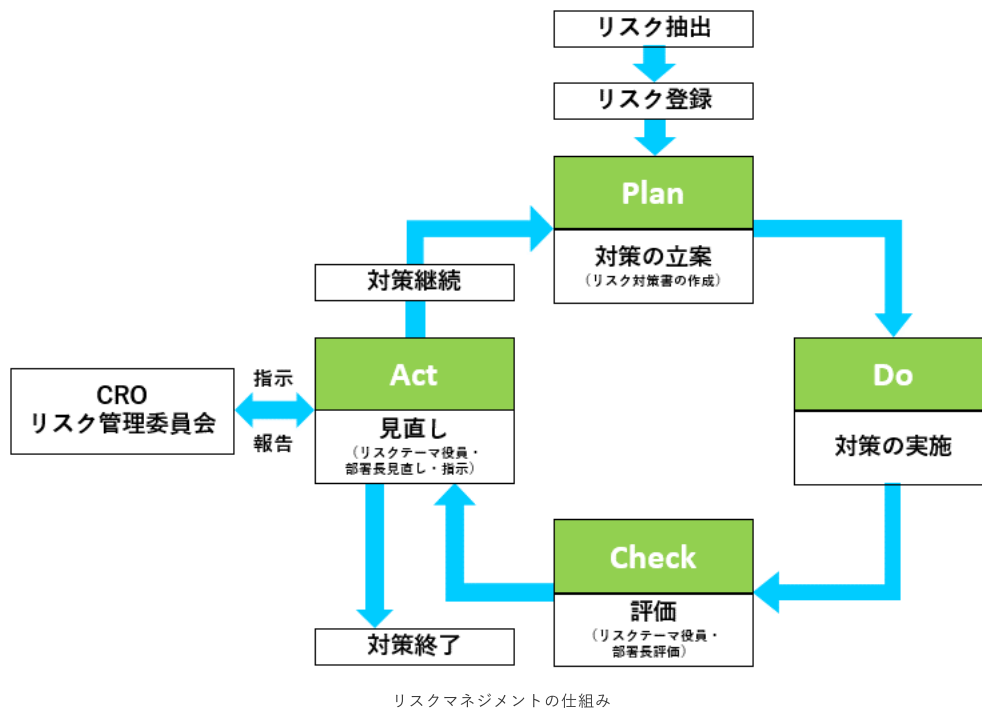 リスク抽出
リスク登録
Plan
対策の立案
（リスク対策書の作成）
対策継続
Act
見直し
（リスクテーマ役員・
部署長見直し・指示）
指示
報告
CRO
リスク管理委員会
Do
対策の実施
Check
評価
（リスクテーマ役員・
部署長評価）
対策終了
リスクマネジメントの仕組み